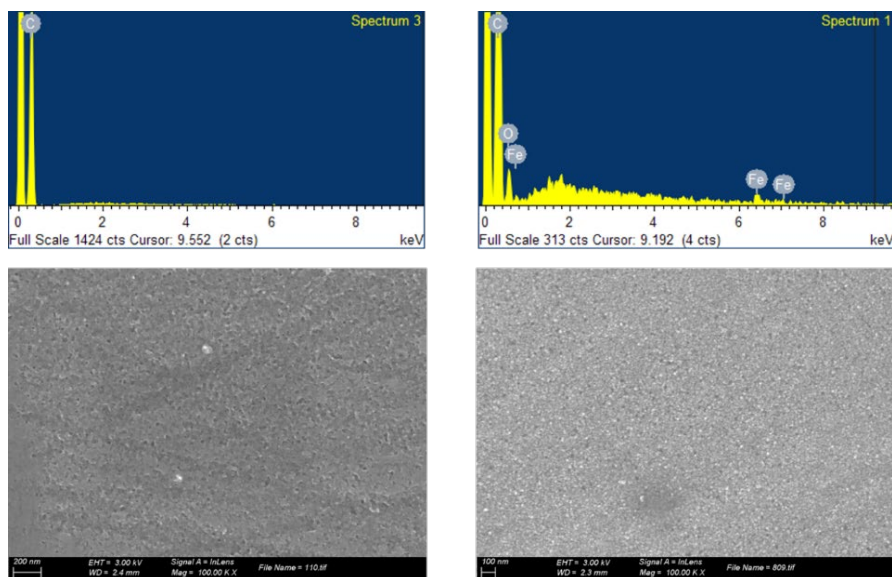 Spectrum 3
C
0 2 4 6 8
Full Scale 1424 cts Cursor: 9.552 (2 cts) keV
Spectrum 1
C
O
Fe
Fe
Fe
0 2 4 6 8
Full Scale 313 cts Cursor: 9.192 (4 cts) keV
200 nm EHT = 3.00 kV Signal A = InLens File Name = 110.tif
WD = 2.4 mm Mag = 100.00 K X
100 nm EHT = 3.00 kV Signal A = InLens File Name = 809.tif
WD = 2.3 mm Mag = 100.00 K X